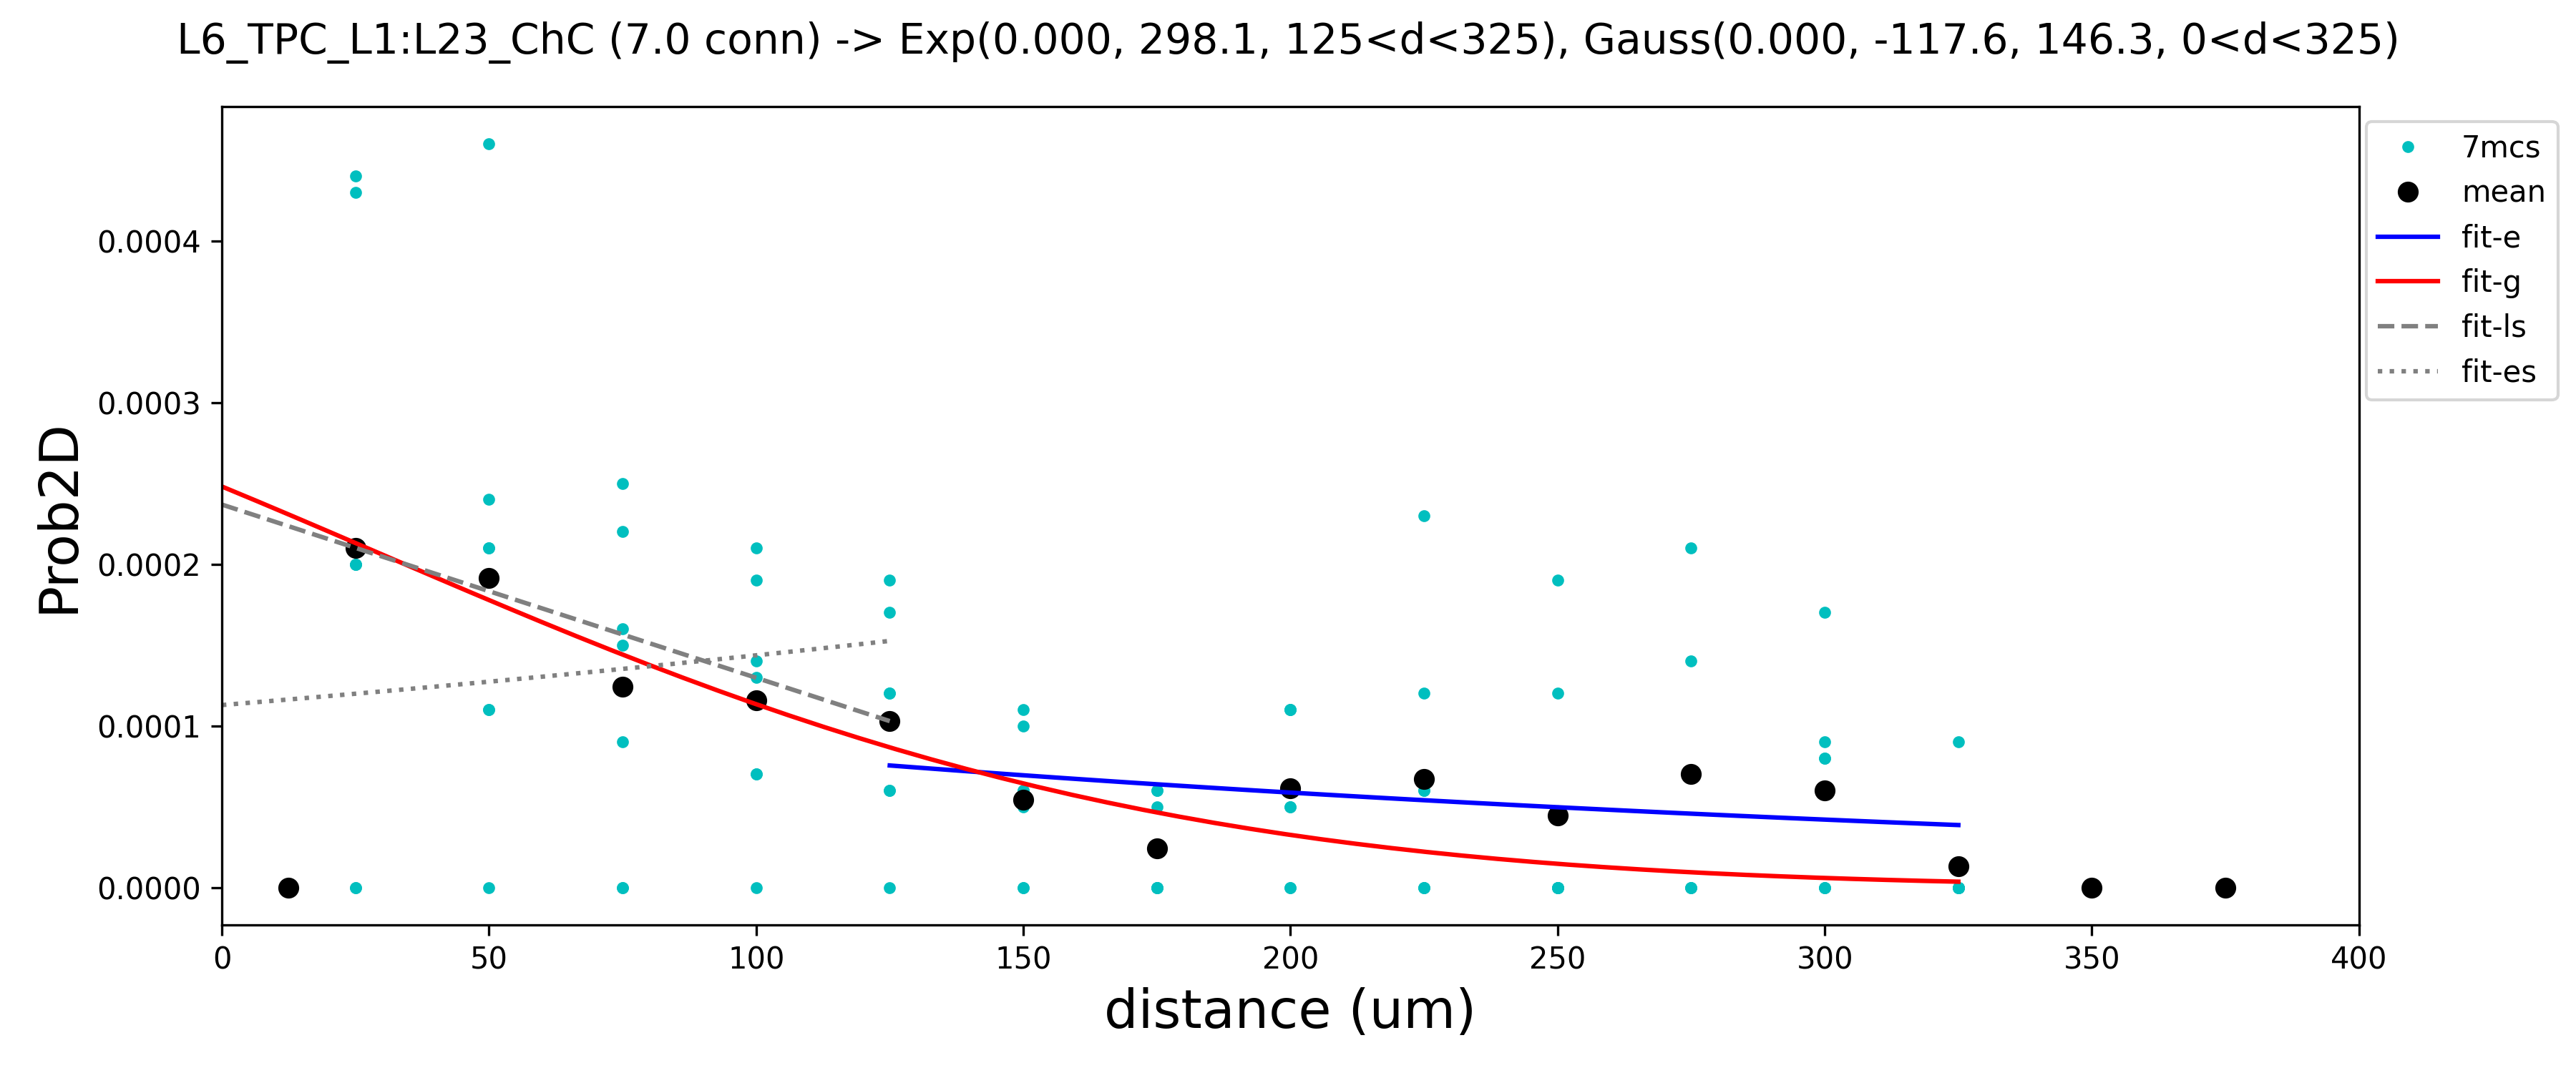 L6_TPC_L1:L23_ChC (7.0 conn) -> Exp(0.000, 298.1, 125<d<325), Gauss(0.000, -117.6, 146.3, 0<d<325)
7mcs
mean
fit-e
fit-g
fit-ls
fit-es
Prob2D
0.0004
0.0003
0.0002
0.0001
0.0000
0 50 100 150 200 250 300 350 400
distance (um)